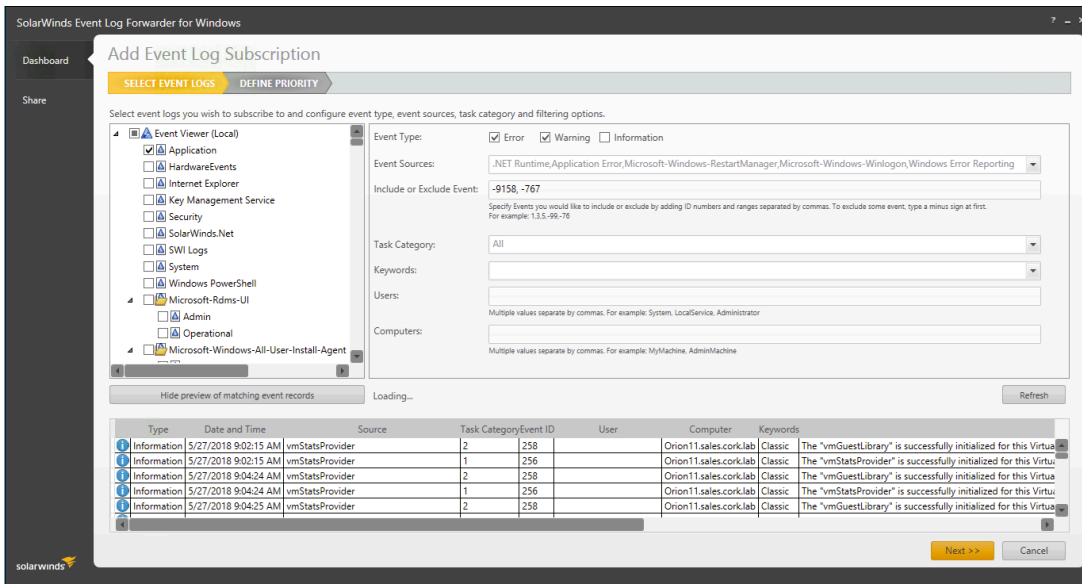 SolarWinds Event Log Forwarder for Windows
Dashboard
Share
Add Event Log Subscription
SELECT EVENT LOGS DEFINE PRIORITY
Select event logs you wish to subscribe to and configure event type, event sources, task category and filtering options.
Event Viewer (Local)
Application
HardwareEvents
Internet Explorer
Key Management Service
Security
SolarWinds.Net
SWI Logs
System
Windows PowerShell
Microsoft-Rdms-UI
Admin
Operational
Microsoft-Windows-All-User-Install-Agent
Event Type: Error Warning Information
Event Sources: .NET Runtime,Application Error,Microsoft-Windows-RestartManager,Microsoft-Windows-Winlogon,Windows Error Reporting
Include or Exclude Event: -9158, -767
Specify Events you would like to include or exclude by adding ID numbers and ranges separated by commas. To exclude some event, type a minus sign at first.
For example: 1,3,5,-99,-76
Task Category: All
Keywords:
Users:
Multiple values separate by commas. For example: System, LocalService, Administrator
Computers:
Multiple values separate by commas. For example: MyMachine, AdminMachine
Hide preview of matching event records Loading... Refresh
Type Date and Time Source Task Category Event ID User Computer Keywords
Information 5/27/2018 9:02:15 AM vmStatsProvider 2 258 Orion11.sales.cork.lab Classic The "vmGuestLibrary" is successfully initialized for this Virtua
Information 5/27/2018 9:02:15 AM vmStatsProvider 1 256 Orion11.sales.cork.lab Classic The "vmStatsProvider" is successfully initialized for this Virtua
Information 5/27/2018 9:04:24 AM vmStatsProvider 2 258 Orion11.sales.cork.lab Classic The "vmGuestLibrary" is successfully initialized for this Virtua
Information 5/27/2018 9:04:24 AM vmStatsProvider 1 256 Orion11.sales.cork.lab Classic The "vmStatsProvider" is successfully initialized for this Virtua
Information 5/27/2018 9:04:25 AM vmStatsProvider 2 258 Orion11.sales.cork.lab Classic The "vmGuestLibrary" is successfully initialized for this Virtua
Next >> Cancel
solarwinds